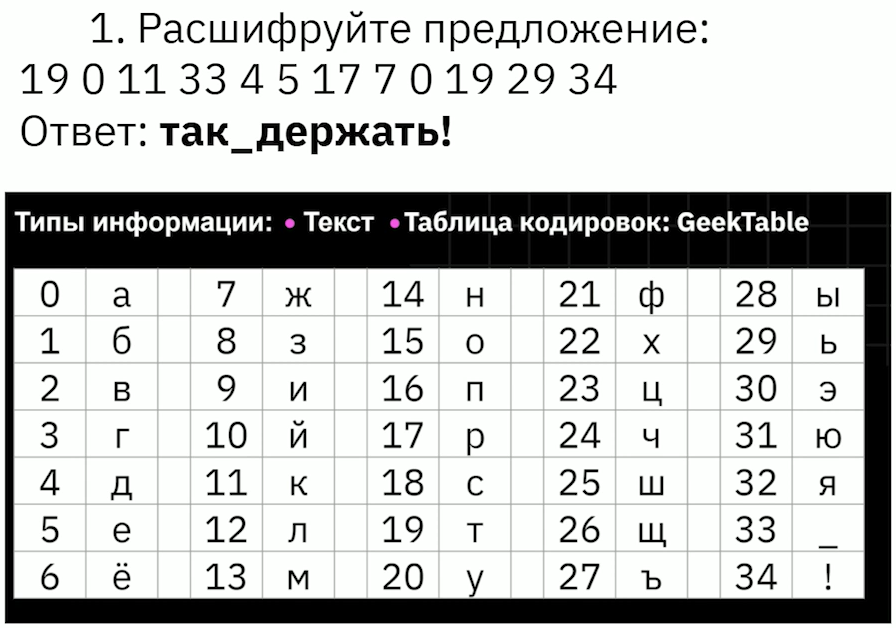 1. Расшифруйте предложение:
19 0 11 33 4 5 17 7 0 19 29 34
Ответ: так_держать!
Типы информации: • Текст •Таблица кодировок: GeekTable
0 а 7 ж 14 н 21 ф 28 ы
1 б 8 з 15 о 22 х 29 ь
2 в 9 и 16 п 23 ц 30 э
3 г 10 й 17 р 24 ч 31 ю
4 д 11 к 18 с 25 ш 32 я
5 е 12 л 19 т 26 щ 33 _
6 ё 13 м 20 у 27 ъ 34 !